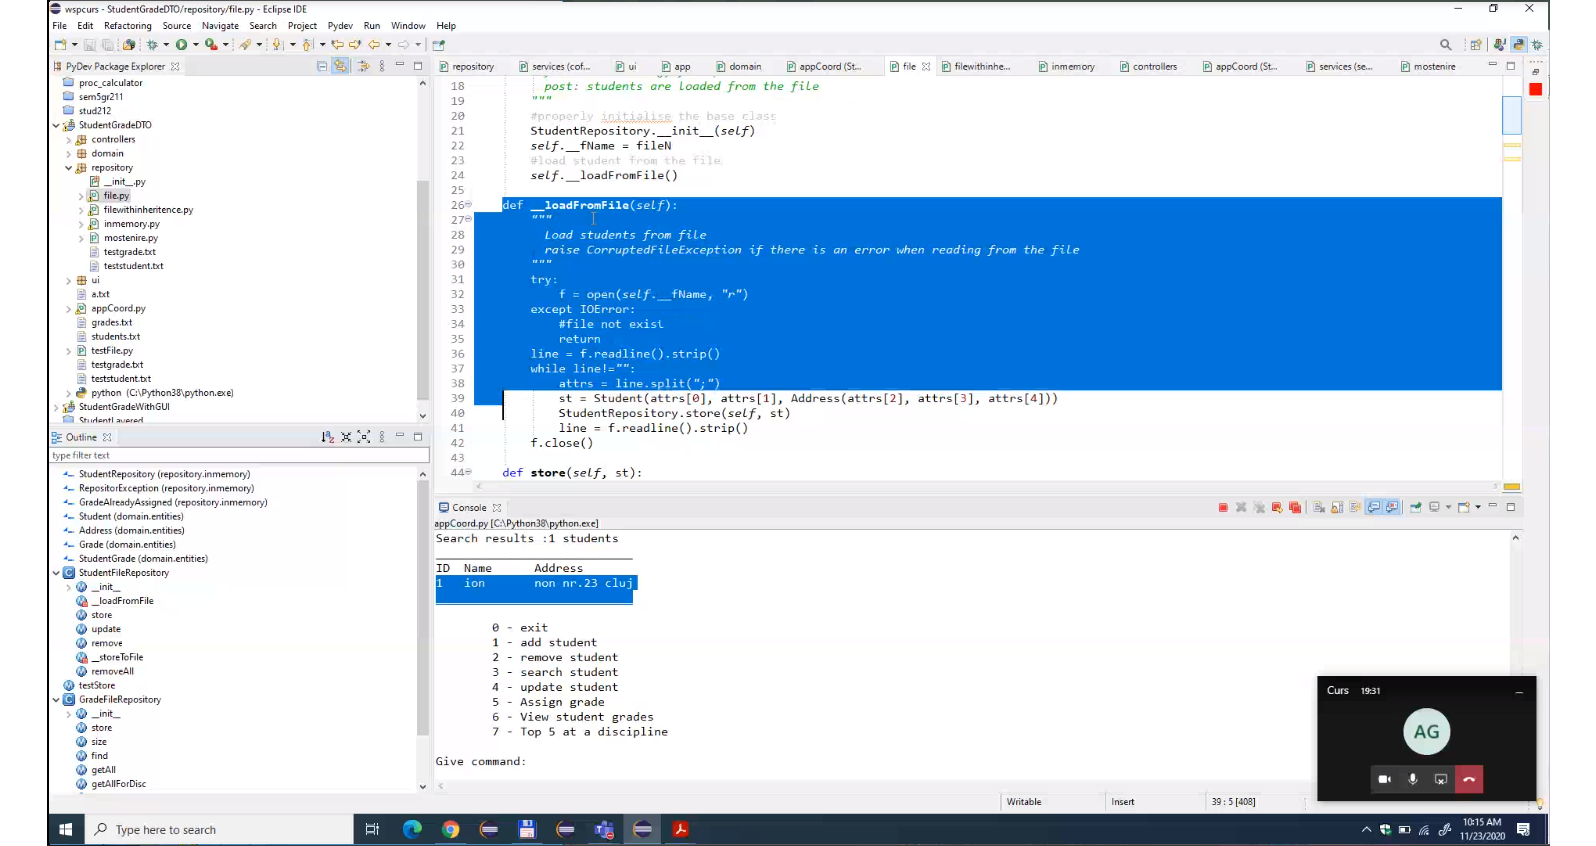 wspcurs - StudentGradeDTO/repository/file.py - Eclipse IDE
File Edit Refactoring Source Navigate Search Project Pydev Run Window Help
PyDev Package Explorer
proc_calculator
sem5gr211
stud212
StudentGradeDTO
controllers
domain
repository
__init__.py
file.py
filewithinheritence.py
inmemory.py
mostenire.py
testgrade.txt
teststudent.txt
ui
a.txt
appCoord.py
grades.txt
students.txt
testFile.py
testgrade.txt
teststudent.txt
python (C:\Python38\python.exe)
StudentGradeWithGUI
StudentLayered
Outline
type filter text
StudentRepository (repository.inmemory)
RepositorException (repository.inmemory)
GradeAlreadyAssigned (repository.inmemory)
Student (domain.entities)
Address (domain.entities)
Grade (domain.entities)
StudentGrade (domain.entities)
StudentFileRepository
__init__
__loadFromFile
store
update
remove
__storeToFile
removeAll
testStore
GradeFileRepository
__init__
store
size
find
getAll
getAllForDisc
repository services (cof... ui app domain appCoord (St... file filewithinhe... inmemory controllers appCoord (St... services (se... mostenire
18 post: students are loaded from the file
19 """
20 #properly initialise the base class
21 StudentRepository.__init__(self)
22 self.__fName = fileN
23 #load student from the file
24 self.__loadFromFile()
25
26 def __loadFromFile(self):
27 """
28 Load students from file
29 raise CorruptedFileException if there is an error when reading from the file
30 """
31 try:
32 f = open(self.__fName, "r")
33 except IOError:
34 #file not exist
35 return
36 line = f.readline().strip()
37 while line!="":
38 attrs = line.split(";")
39 st = Student(attrs[0], attrs[1], Address(attrs[2], attrs[3], attrs[4]))
40 StudentRepository.store(self, st)
41 line = f.readline().strip()
42 f.close()
43
44 def store(self, st):
Console
appCoord.py [C:\Python38\python.exe]
Search results :1 students
ID Name Address
1 ion non nr.23 cluj
0 - exit
1 - add student
2 - remove student
3 - search student
4 - update student
5 - Assign grade
6 - View student grades
7 - Top 5 at a discipline
Give command:
Writable Insert 39 : 5 [408]
Curs 19:31
AG
Type here to search
10:15 AM
11/23/2020